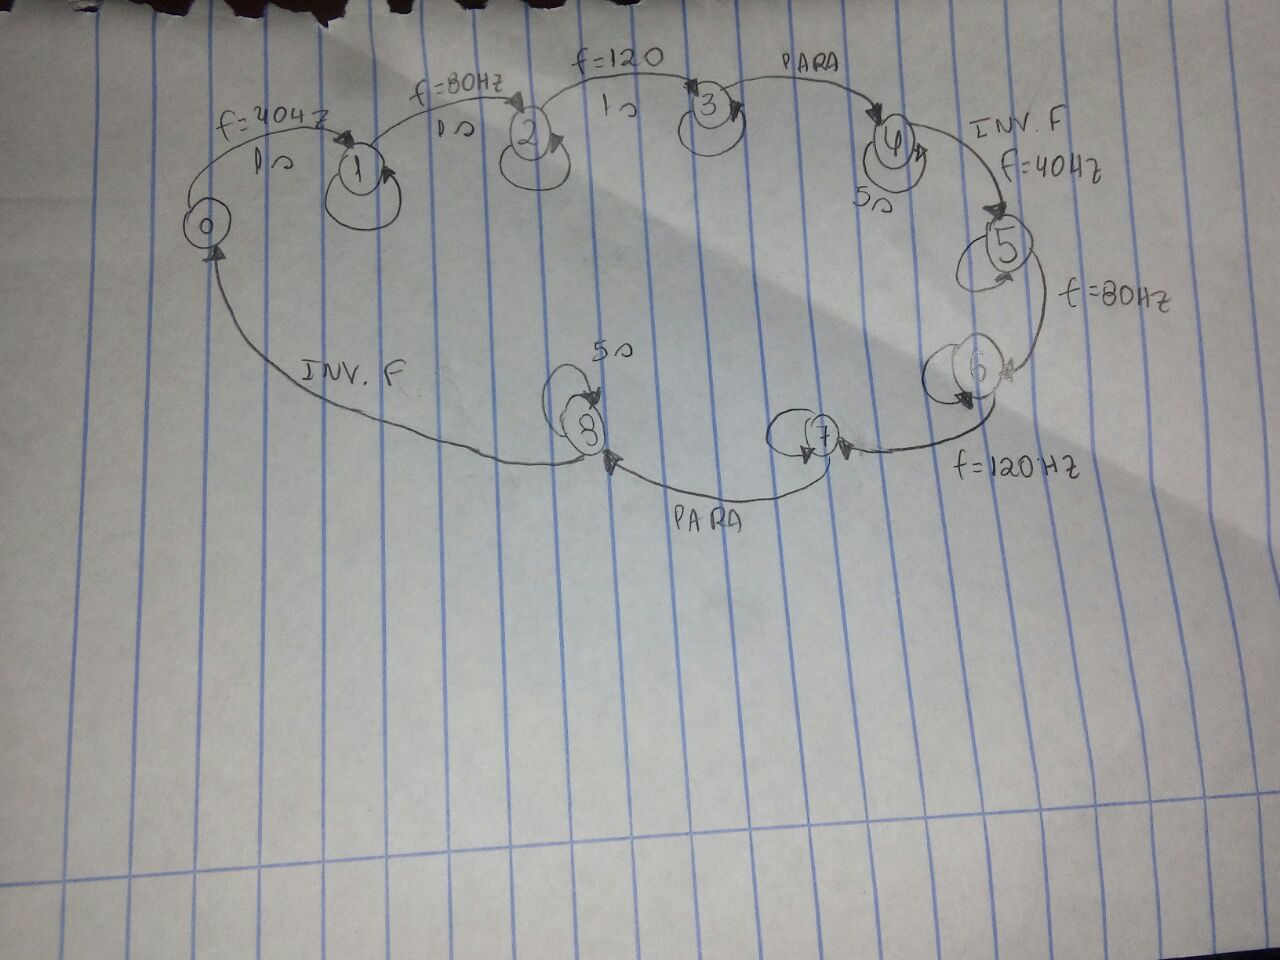 f=120
PARA
f=80HZ
1s
3
f=40HZ
1s
2
4
INV. F
1s
1
f=40HZ
5s
0
5
f=80HZ
5s
6
INV. F
8
7
f=120HZ
PARA